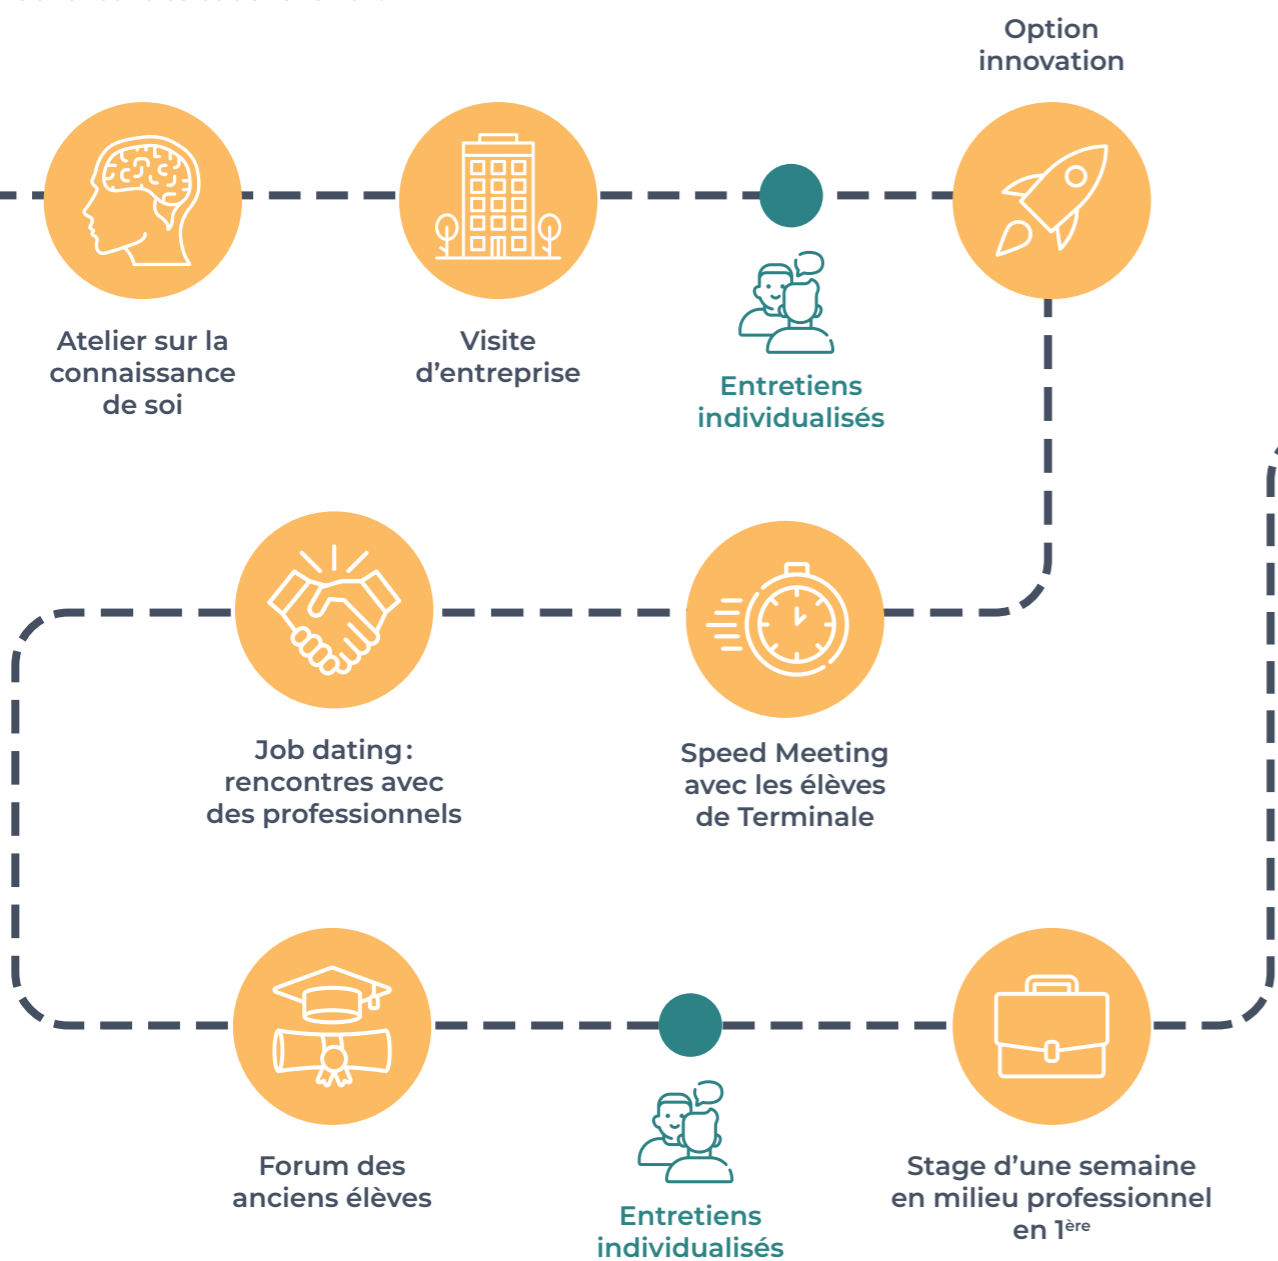 Option
innovation
Atelier sur la
connaissance
de soi
Visite
d'entreprise
Entretiens
individualisés
Job dating :
rencontres avec
des professionnels
Speed Meeting
avec les élèves
de Terminale
Forum des
anciens élèves
Entretiens
individualisés
Stage d'une semaine
en milieu professionnel
en 1ère